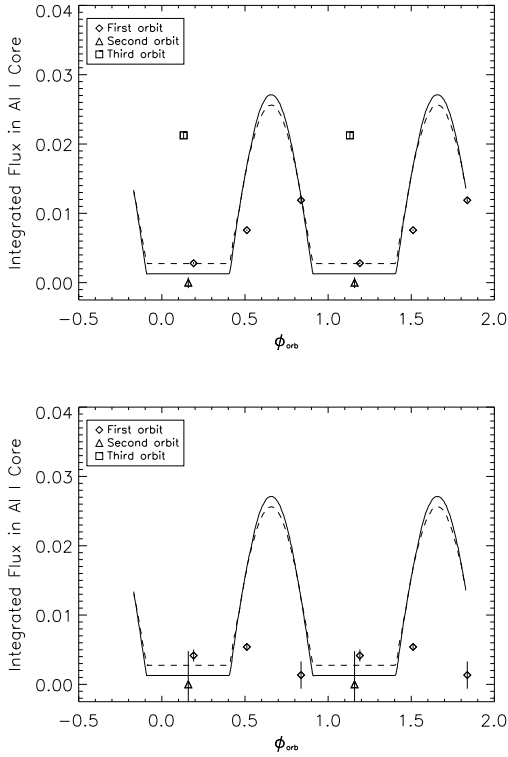 0.04
0.03
0.02
0.01
0.00
Integrated Flux in Al I Core
First orbit
Second orbit
Third orbit
−0.5 0.0 0.5 1.0 1.5 2.0
ϕorb
0.04
0.03
0.02
0.01
0.00
Integrated Flux in Al I Core
First orbit
Second orbit
Third orbit
−0.5 0.0 0.5 1.0 1.5 2.0
ϕorb